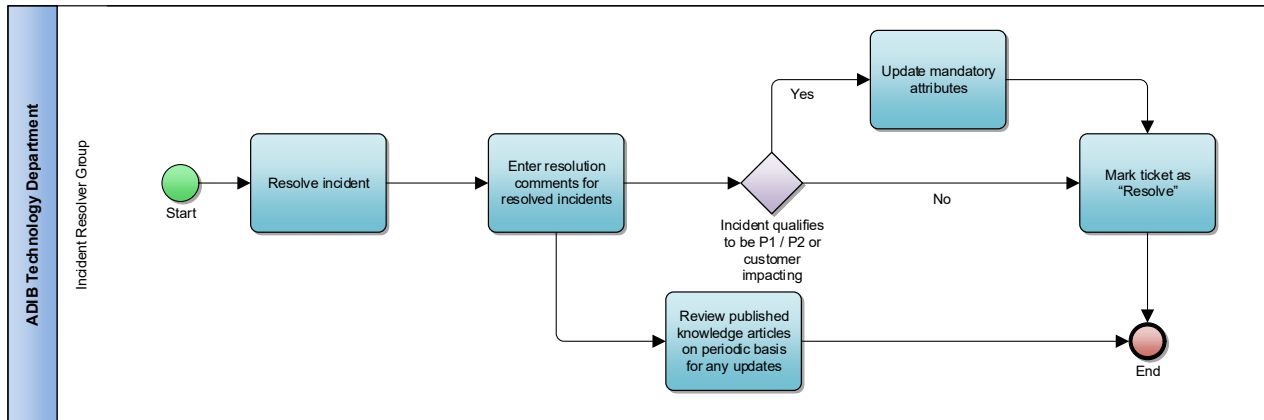 ADIB Technology Department
Incident Resolver Group
Start
Resolve incident
Enter resolution
comments for
resolved incidents
Incident qualifies
to be P1 / P2 or
customer
impacting
Yes
No
Update mandatory
attributes
Mark ticket as
“Resolve”
Review published
knowledge articles
on periodic basis
for any updates
End